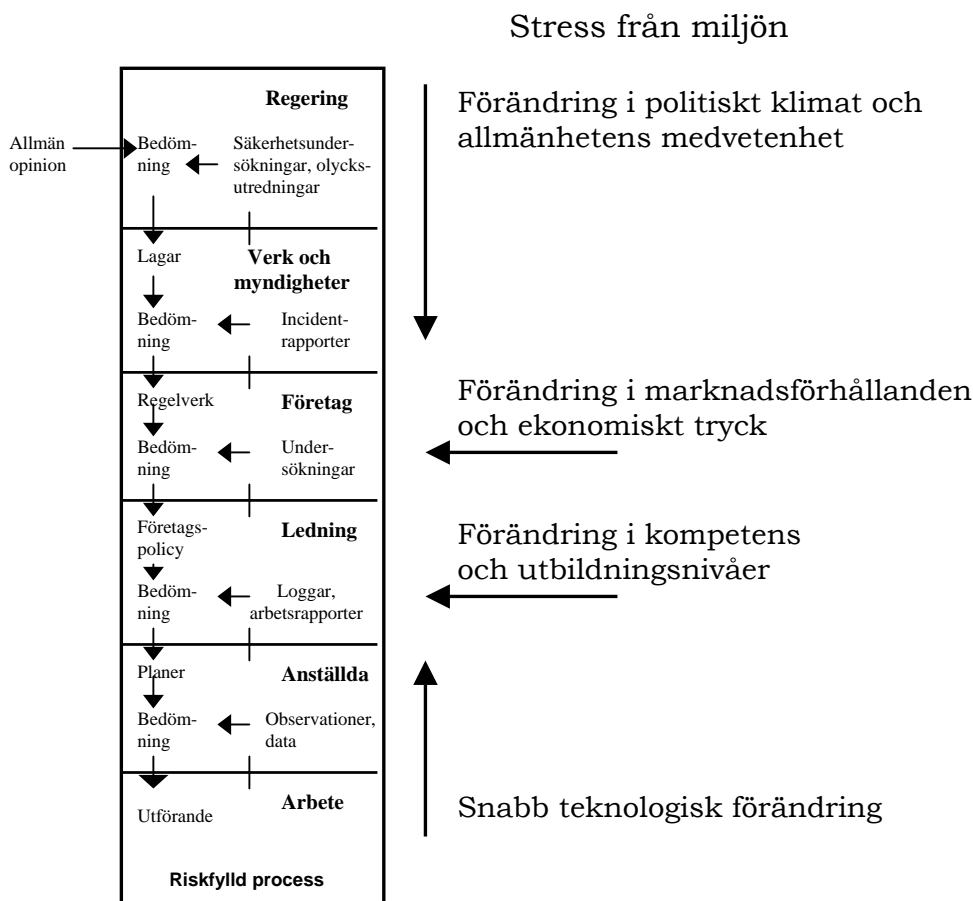 Stress från miljön
Regering
Allmän
opinion
Bedöm-
ning
Säkerhetsunder-
sökningar, olycks-
utredningar
Förändring i politiskt klimat och
allmänhetens medvetenhet
Lagar
Verk och
myndigheter
Bedöm-
ning
Incident-
rapporter
Regelverk
Företag
Förändring i marknadsförhållanden
och ekonomiskt tryck
Bedöm-
ning
Under-
sökningar
Företags-
policy
Ledning
Förändring i kompetens
och utbildningsnivåer
Bedöm-
ning
Loggar,
arbetsrapporter
Planer
Anställda
Bedöm-
ning
Observationer,
data
Arbete
Utförande
Snabb teknologisk förändring
Riskfylld process